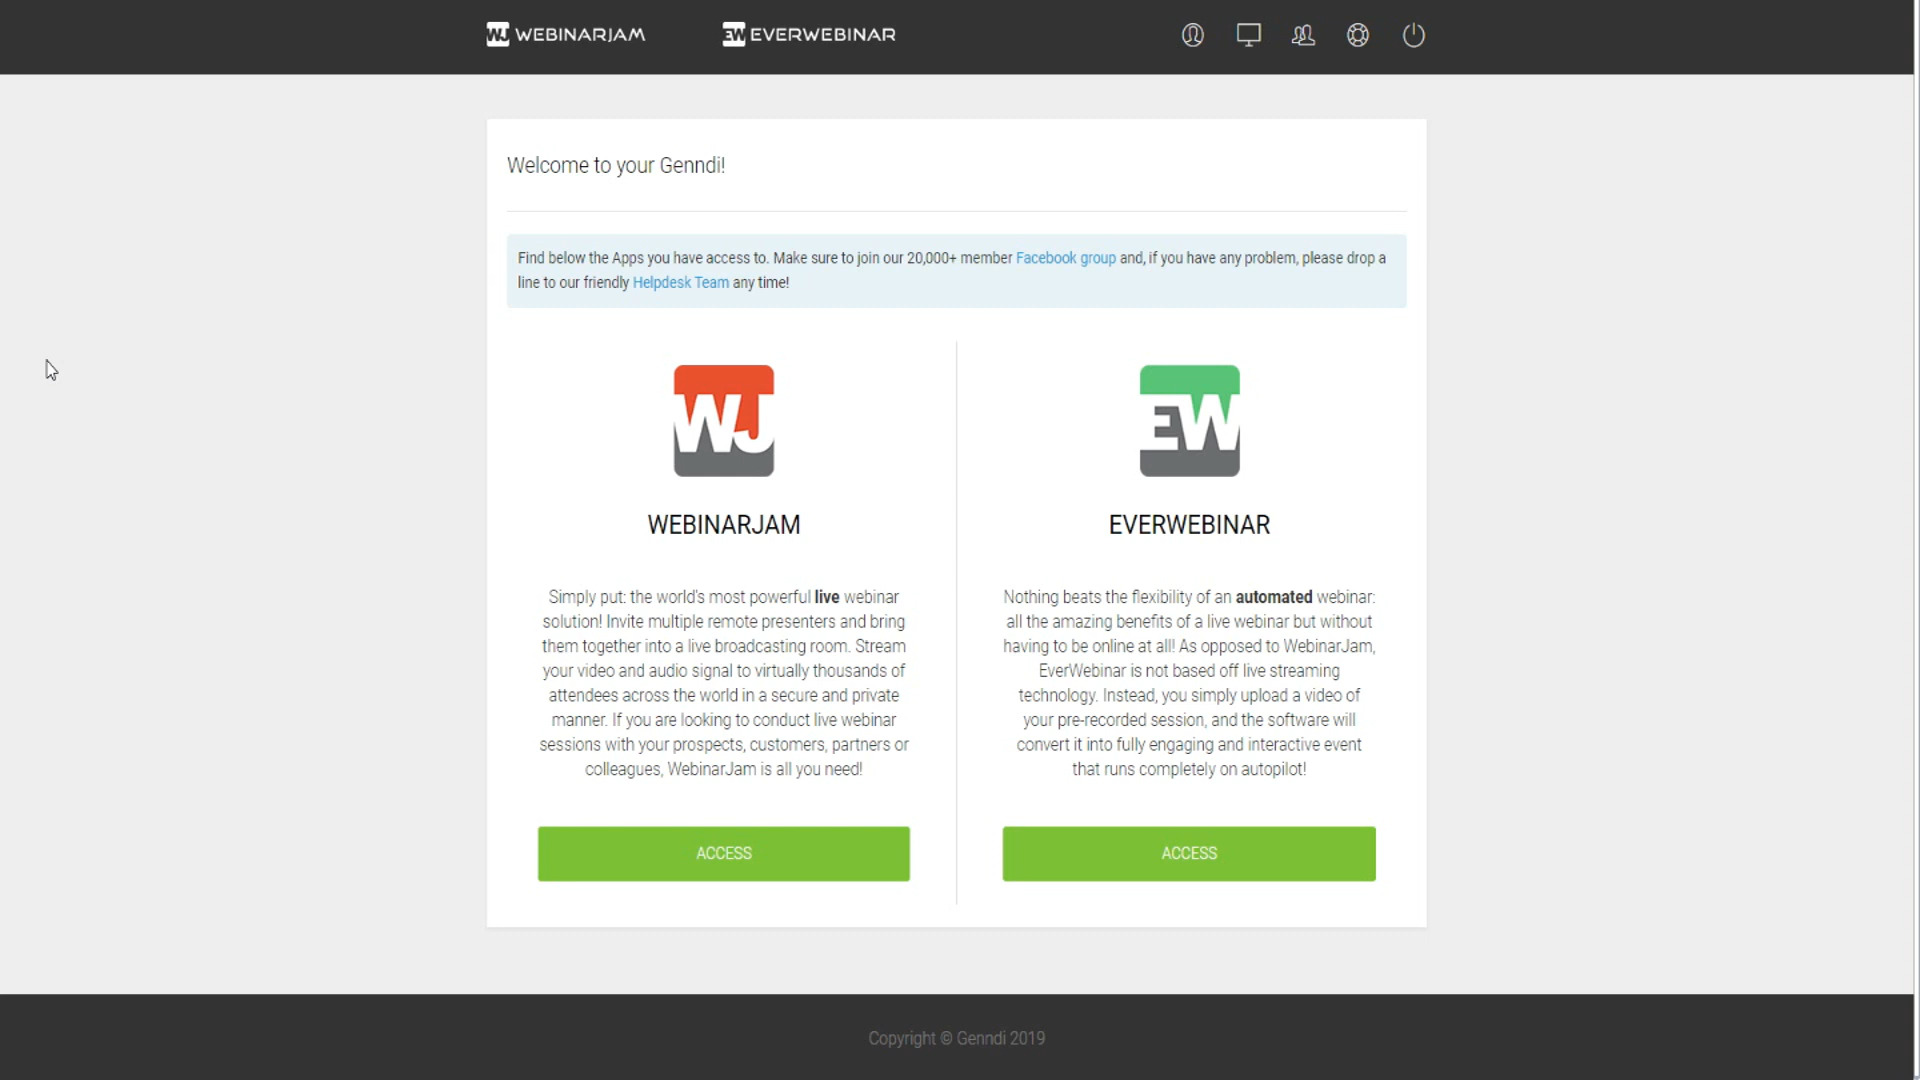 WJ WEBINARJAM
EW EVERWEBINAR
Welcome to your Genndi!
Find below the Apps you have access to. Make sure to join our 20,000+ member Facebook group and, if you have any problem, please drop a
line to our friendly Helpdesk Team any time!
WJ
WEBINARJAM
Simply put: the world's most powerful live webinar
solution! Invite multiple remote presenters and bring
them together into a live broadcasting room. Stream
your video and audio signal to virtually thousands of
attendees across the world in a secure and private
manner. If you are looking to conduct live webinar
sessions with your prospects, customers, partners or
colleagues, WebinarJam is all you need!
ACCESS
EW
EVERWEBINAR
Nothing beats the flexibility of an automated webinar:
all the amazing benefits of a live webinar but without
having to be online at all! As opposed to WebinarJam,
EverWebinar is not based off live streaming
technology. Instead, you simply upload a video of
your pre-recorded session, and the software will
convert it into fully engaging and interactive event
that runs completely on autopilot!
ACCESS
Copyright © Genndi 2019